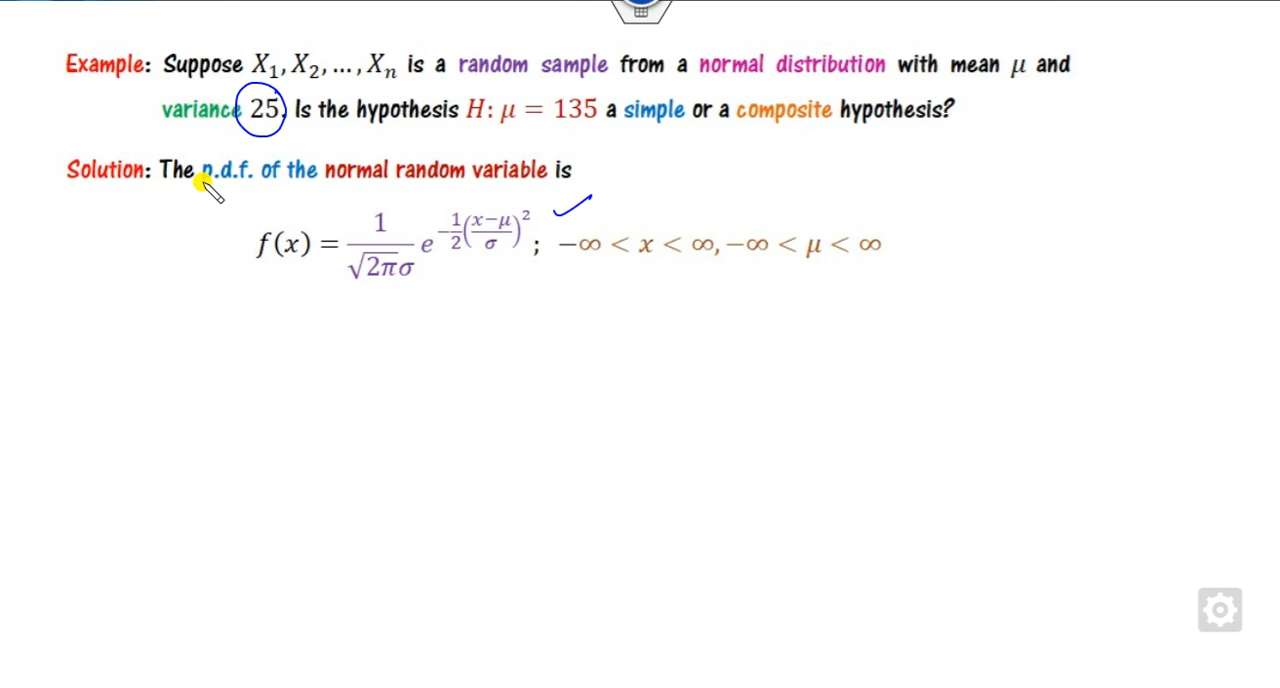 Example: Suppose X₁, X₂, ..., Xₙ is a random sample from a normal distribution with mean μ and
variance 25. Is the hypothesis H: μ = 135 a simple or a composite hypothesis?
Solution: The p.d.f. of the normal random variable is
f(x) = 1/(√2π σ) e^(−1/2((x−μ)/σ)²) ; −∞ < x < ∞, −∞ < μ < ∞